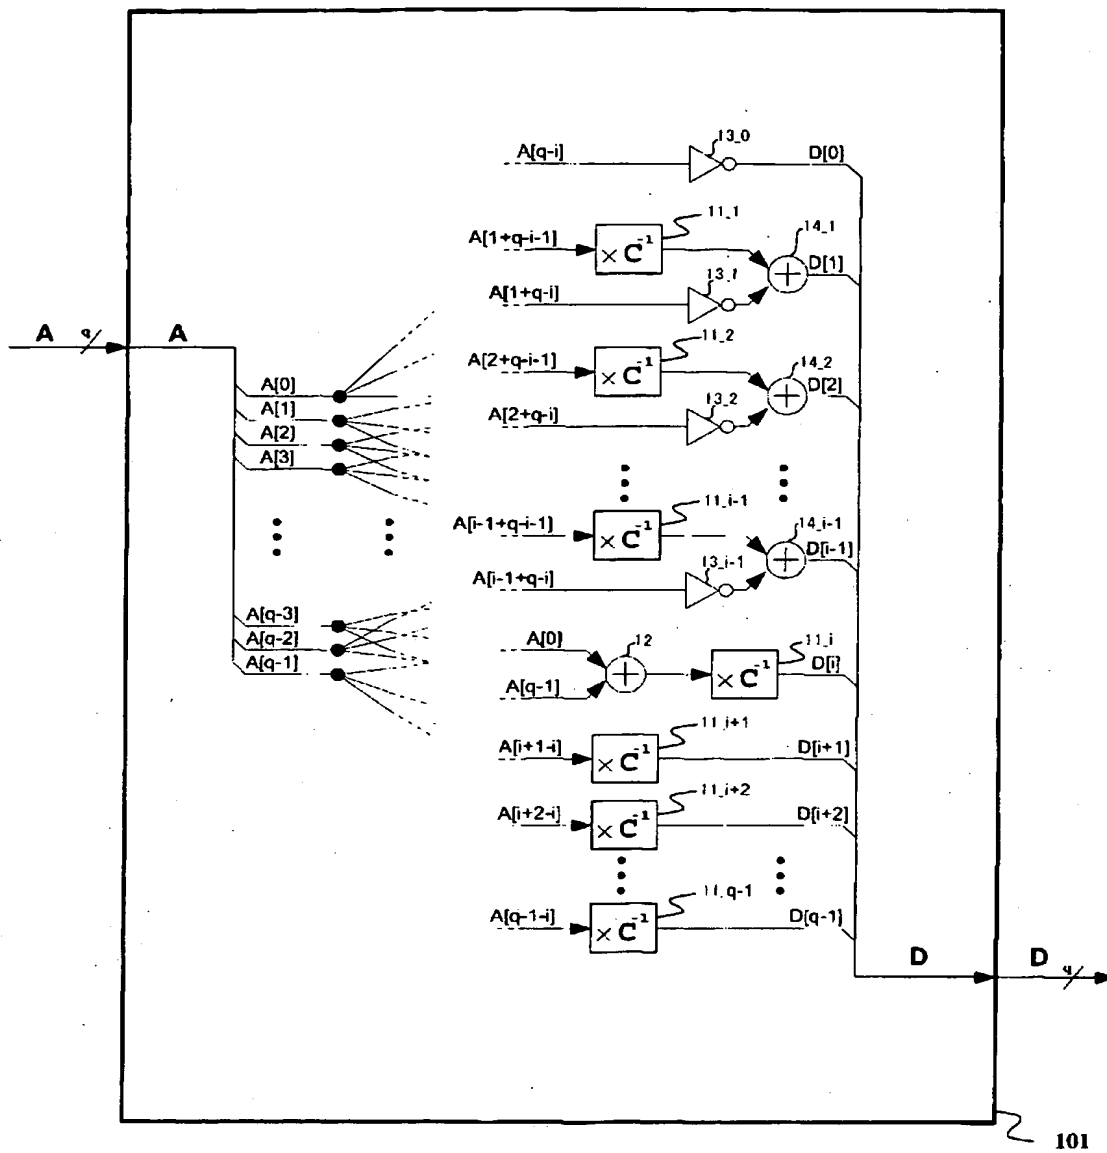 13_0
A[q-i]
D[0]
11_1
A[1+q-i-1]
× C⁻¹
14_1
D[1]
13_1
A[1+q-i]
11_2
A[2+q-i-1]
× C⁻¹
14_2
D[2]
13_2
A[2+q-i]
A q
A
A[0]
A[1]
A[2]
A[3]
11_i-1
A[i-1+q-i-1]
× C⁻¹
14_i-1
D[i-1]
13_i-1
A[i-1+q-i]
A[q-3]
A[q-2]
A[q-1]
A[0]
12
A[q-1]
11_i
× C⁻¹
D[i]
11_i+1
A[i+1-i]
× C⁻¹
D[i+1]
11_i+2
A[i+2-i]
× C⁻¹
D[i+2]
11_q-1
A[q-1-i]
× C⁻¹
D[q-1]
D
D q
101